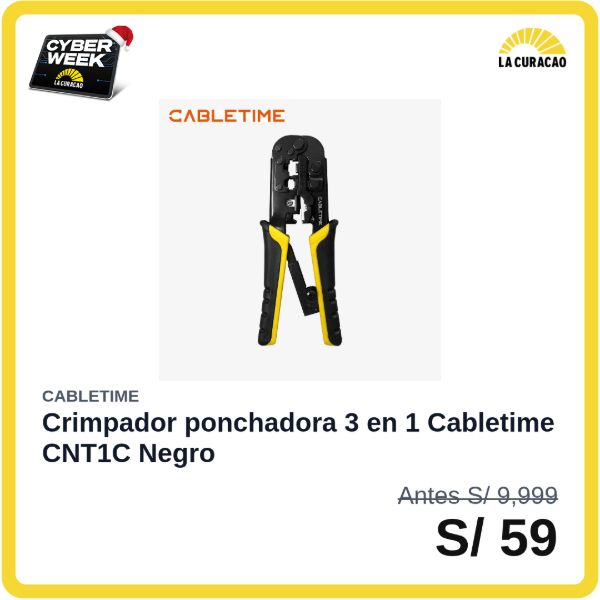 CYBER
WEEK
LA CURACAO
LA CURACAO
CABLETIME
CABLETIME
CABLETIME
Crimpador ponchadora 3 en 1 Cabletime
CNT1C Negro
Antes S/ 9,999
S/ 59